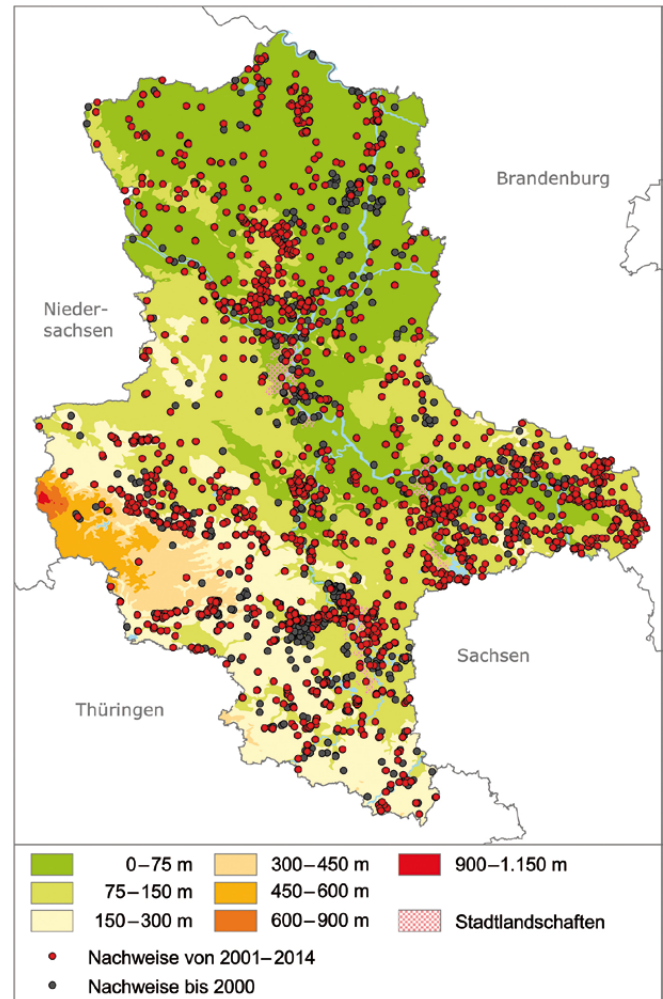 Brandenburg
Nieder-
sachsen
Sachsen
Thüringen
0–75 m
300–450 m
900–1.150 m
75–150 m
450–600 m
150–300 m
600–900 m
Stadtlandschaften
Nachweise von 2001–2014
Nachweise bis 2000